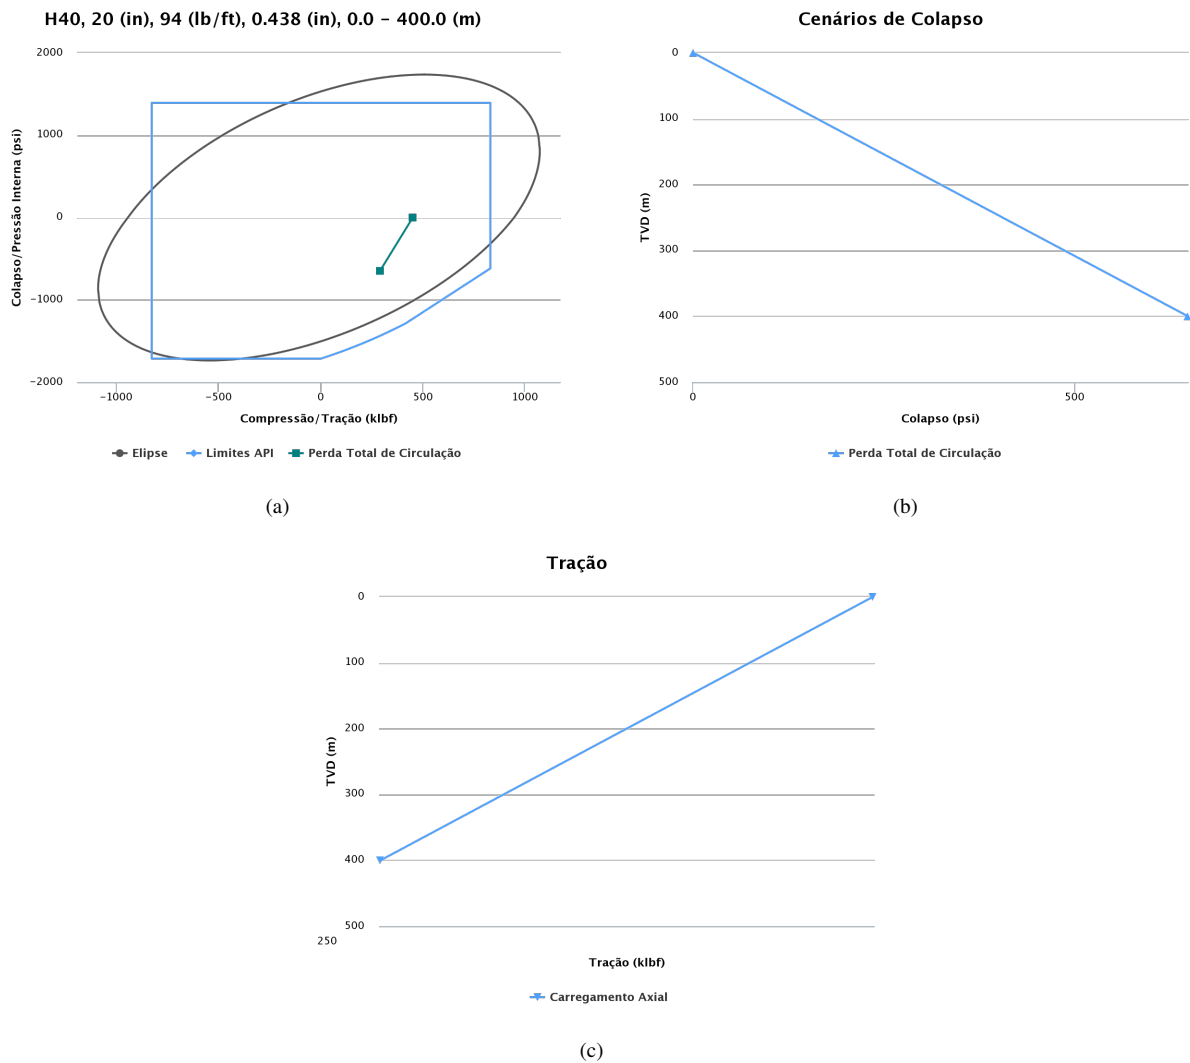 H40, 20 (in), 94 (lb/ft), 0.438 (in), 0.0 – 400.0 (m)
Colapso/Pressão Interna (psi)
2000
1000
0
−1000
−2000
−1000
−500
0
500
1000
Compressão/Tração (klbf)
Elipse
Limites API
Perda Total de Circulação
(a)
Cenários de Colapso
TVD (m)
0
100
200
300
400
500
0
500
Colapso (psi)
Perda Total de Circulação
(b)
Tração
TVD (m)
0
100
200
300
400
500
250
Tração (klbf)
Carregamento Axial
(c)